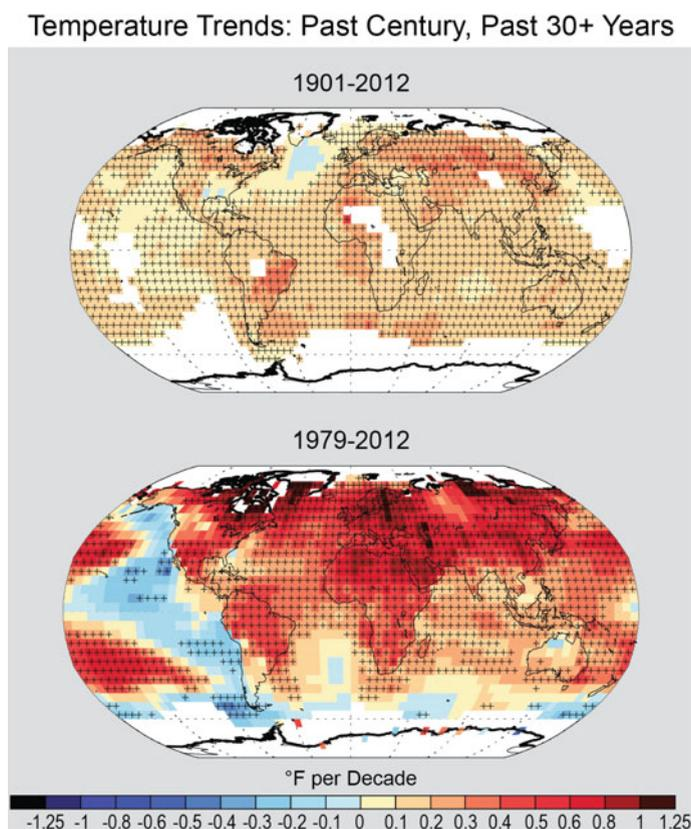 Temperature Trends: Past Century, Past 30+ Years
1901-2012
1979-2012
°F per Decade
-1.25 -1 -0.8 -0.6 -0.5 -0.4 -0.3 -0.2 -0.1 0 0.1 0.2 0.3 0.4 0.5 0.6 0.8 1 1.25